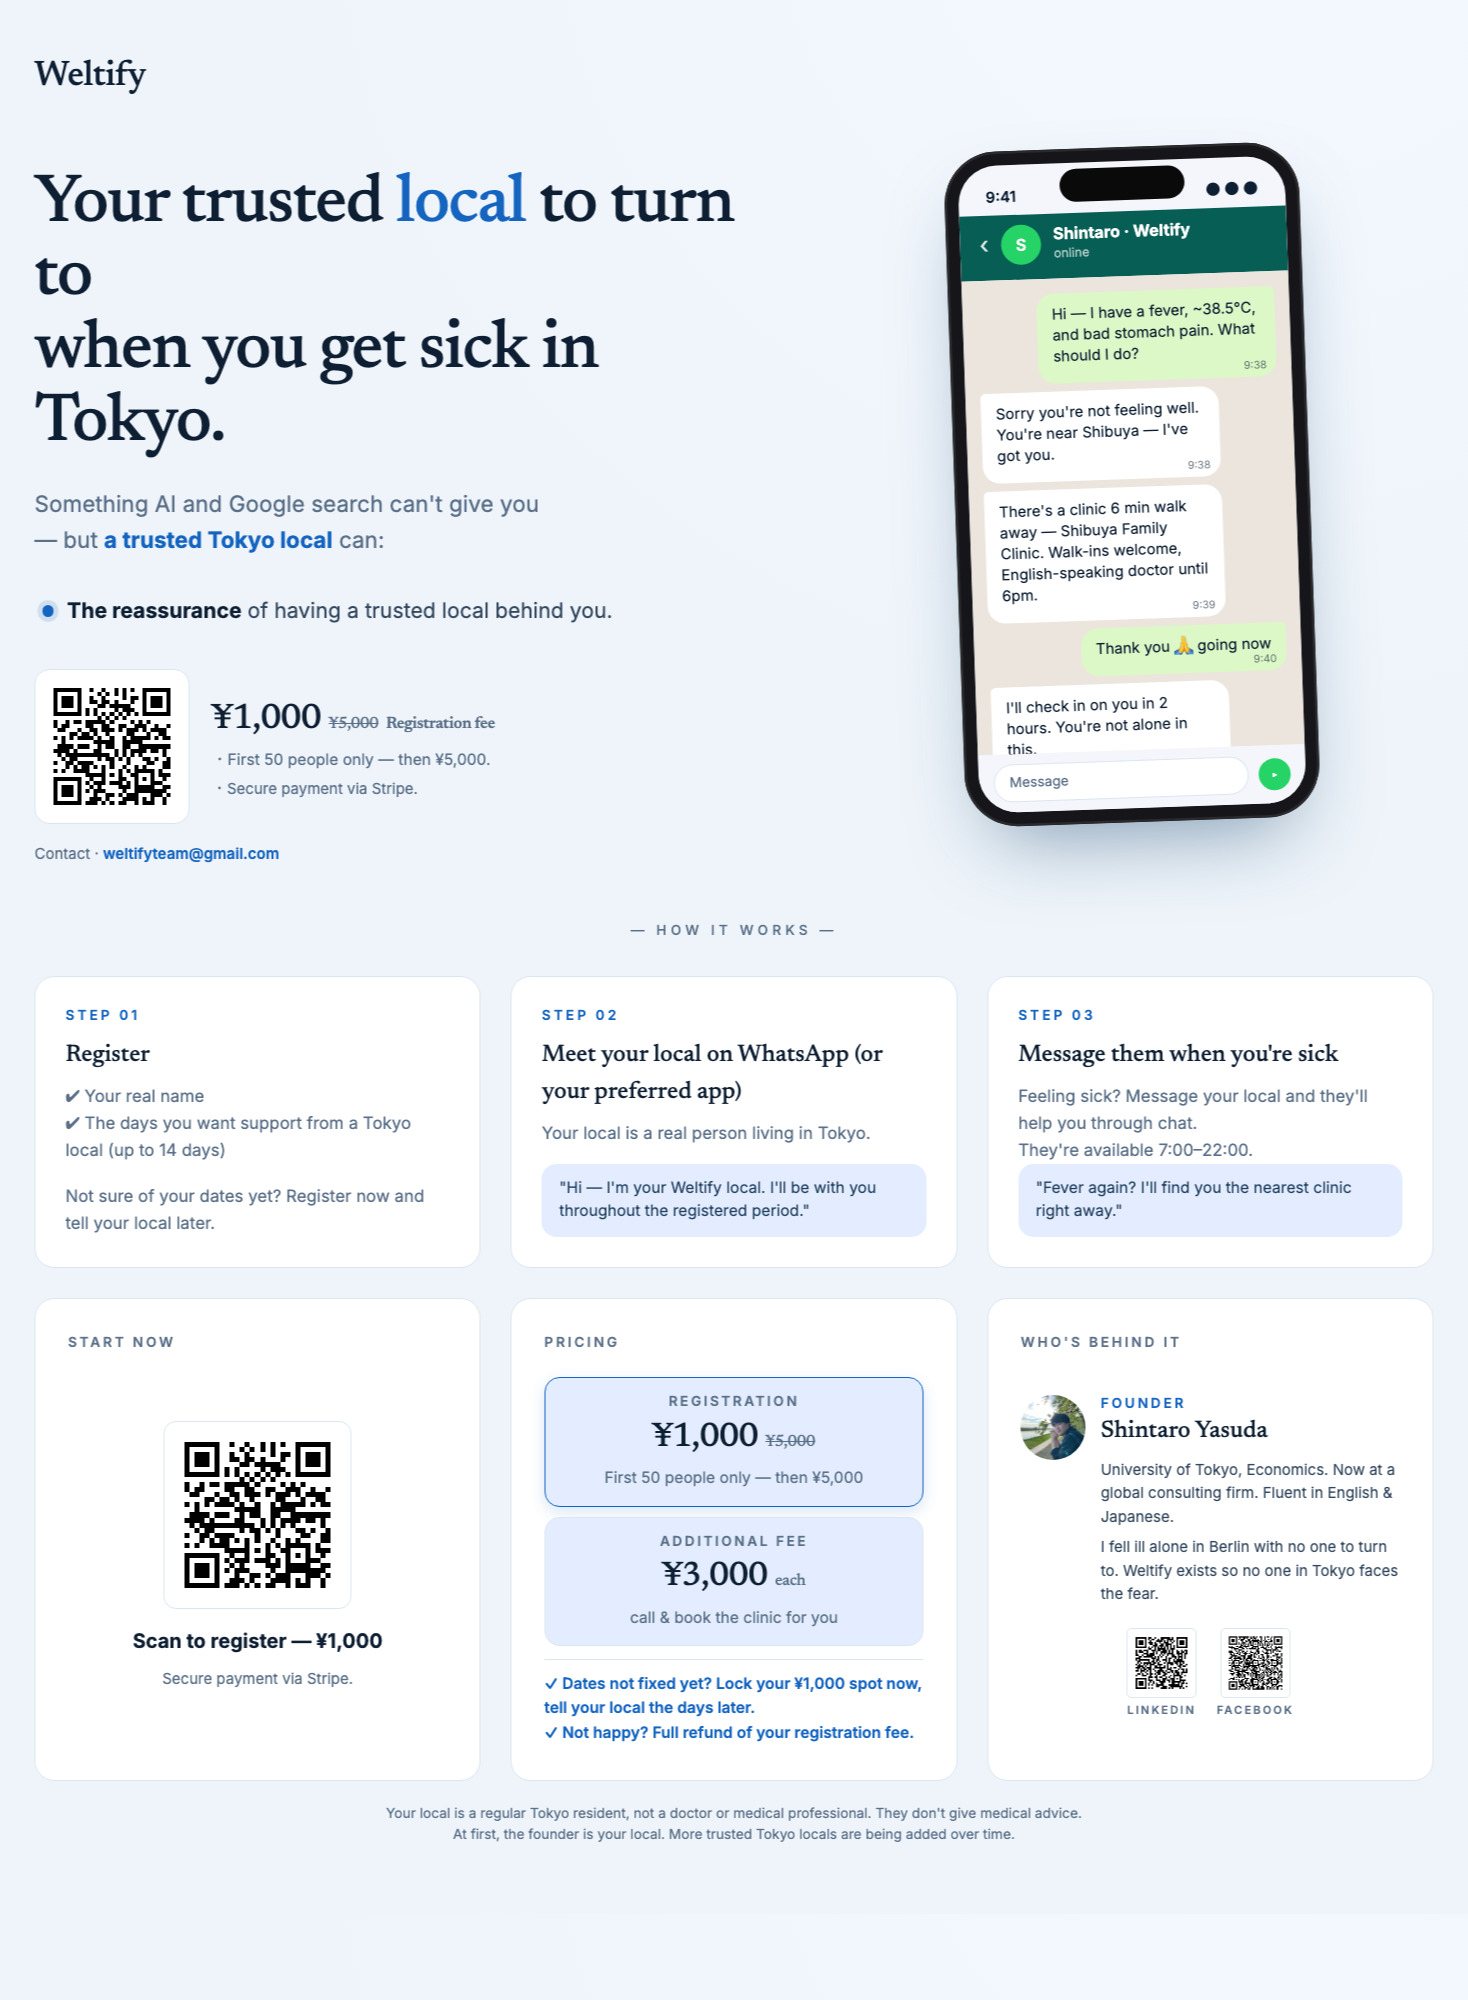 Weltify
Your trusted local to turn
to
when you get sick in
Tokyo.
Something AI and Google search can't give you
— but a trusted Tokyo local can:
The reassurance of having a trusted local behind you.
¥1,000 ¥5,000 Registration fee
· First 50 people only — then ¥5,000.
· Secure payment via Stripe.
Contact · weltifyteam@gmail.com
9:41
‹ S Shintaro · Weltify
online
Hi — I have a fever, ~38.5°C,
and bad stomach pain. What
should I do?
9:38
Sorry you're not feeling well.
You're near Shibuya — I've
got you.
9:38
There's a clinic 6 min walk
away — Shibuya Family
Clinic. Walk-ins welcome,
English-speaking doctor until
6pm.
9:39
Thank you 🙏 going now
9:40
I'll check in on you in 2
hours. You're not alone in
this.
Message
— HOW IT WORKS —
STEP 01
Register
✔ Your real name
✔ The days you want support from a Tokyo
local (up to 14 days)
Not sure of your dates yet? Register now and
tell your local later.
STEP 02
Meet your local on WhatsApp (or
your preferred app)
Your local is a real person living in Tokyo.
"Hi — I'm your Weltify local. I'll be with you
throughout the registered period."
STEP 03
Message them when you're sick
Feeling sick? Message your local and they'll
help you through chat.
They're available 7:00–22:00.
"Fever again? I'll find you the nearest clinic
right away."
START NOW
Scan to register — ¥1,000
Secure payment via Stripe.
PRICING
REGISTRATION
¥1,000 ¥5,000
First 50 people only — then ¥5,000
ADDITIONAL FEE
¥3,000 each
call & book the clinic for you
✓ Dates not fixed yet? Lock your ¥1,000 spot now,
tell your local the days later.
✓ Not happy? Full refund of your registration fee.
WHO'S BEHIND IT
FOUNDER
Shintaro Yasuda
University of Tokyo, Economics. Now at a
global consulting firm. Fluent in English &
Japanese.
I fell ill alone in Berlin with no one to turn
to. Weltify exists so no one in Tokyo faces
the fear.
LINKEDIN FACEBOOK
Your local is a regular Tokyo resident, not a doctor or medical professional. They don't give medical advice.
At first, the founder is your local. More trusted Tokyo locals are being added over time.